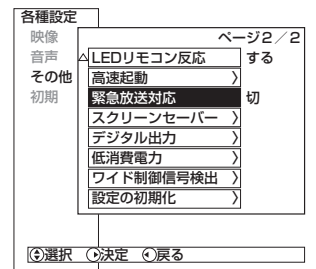 各種設定
映像
音声
その他
初期
ページ2／2
△LEDリモコン反応 する
高速起動 〉
緊急放送対応 切
スクリーンセーバー 〉
デジタル出力 〉
低消費電力 〉
ワイド制御信号検出 〉
設定の初期化 〉
選択 決定 戻る